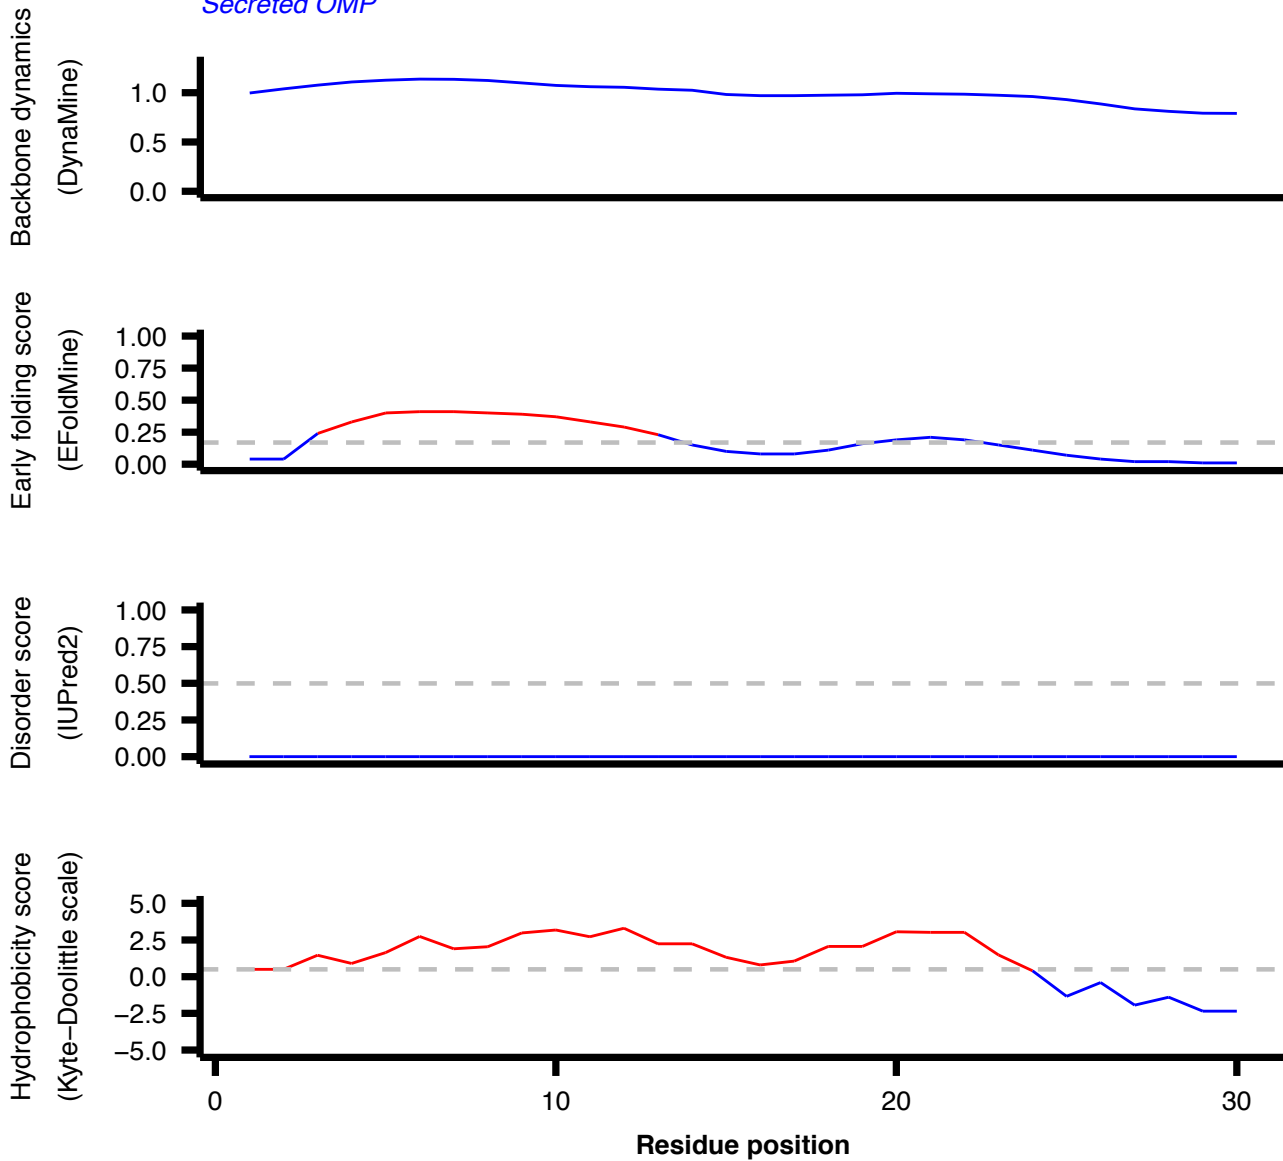 Secreted OMP
Backbone dynamics
(DynaMine)
1.0
0.5
0.0
Early folding score
(EFoldMine)
1.00
0.75
0.50
0.25
0.00
Disorder score
(IUPred2)
1.00
0.75
0.50
0.25
0.00
Hydrophobicity score
(Kyte−Doolittle scale)
5.0
2.5
0.0
−2.5
−5.0
0 10 20 30
Residue position